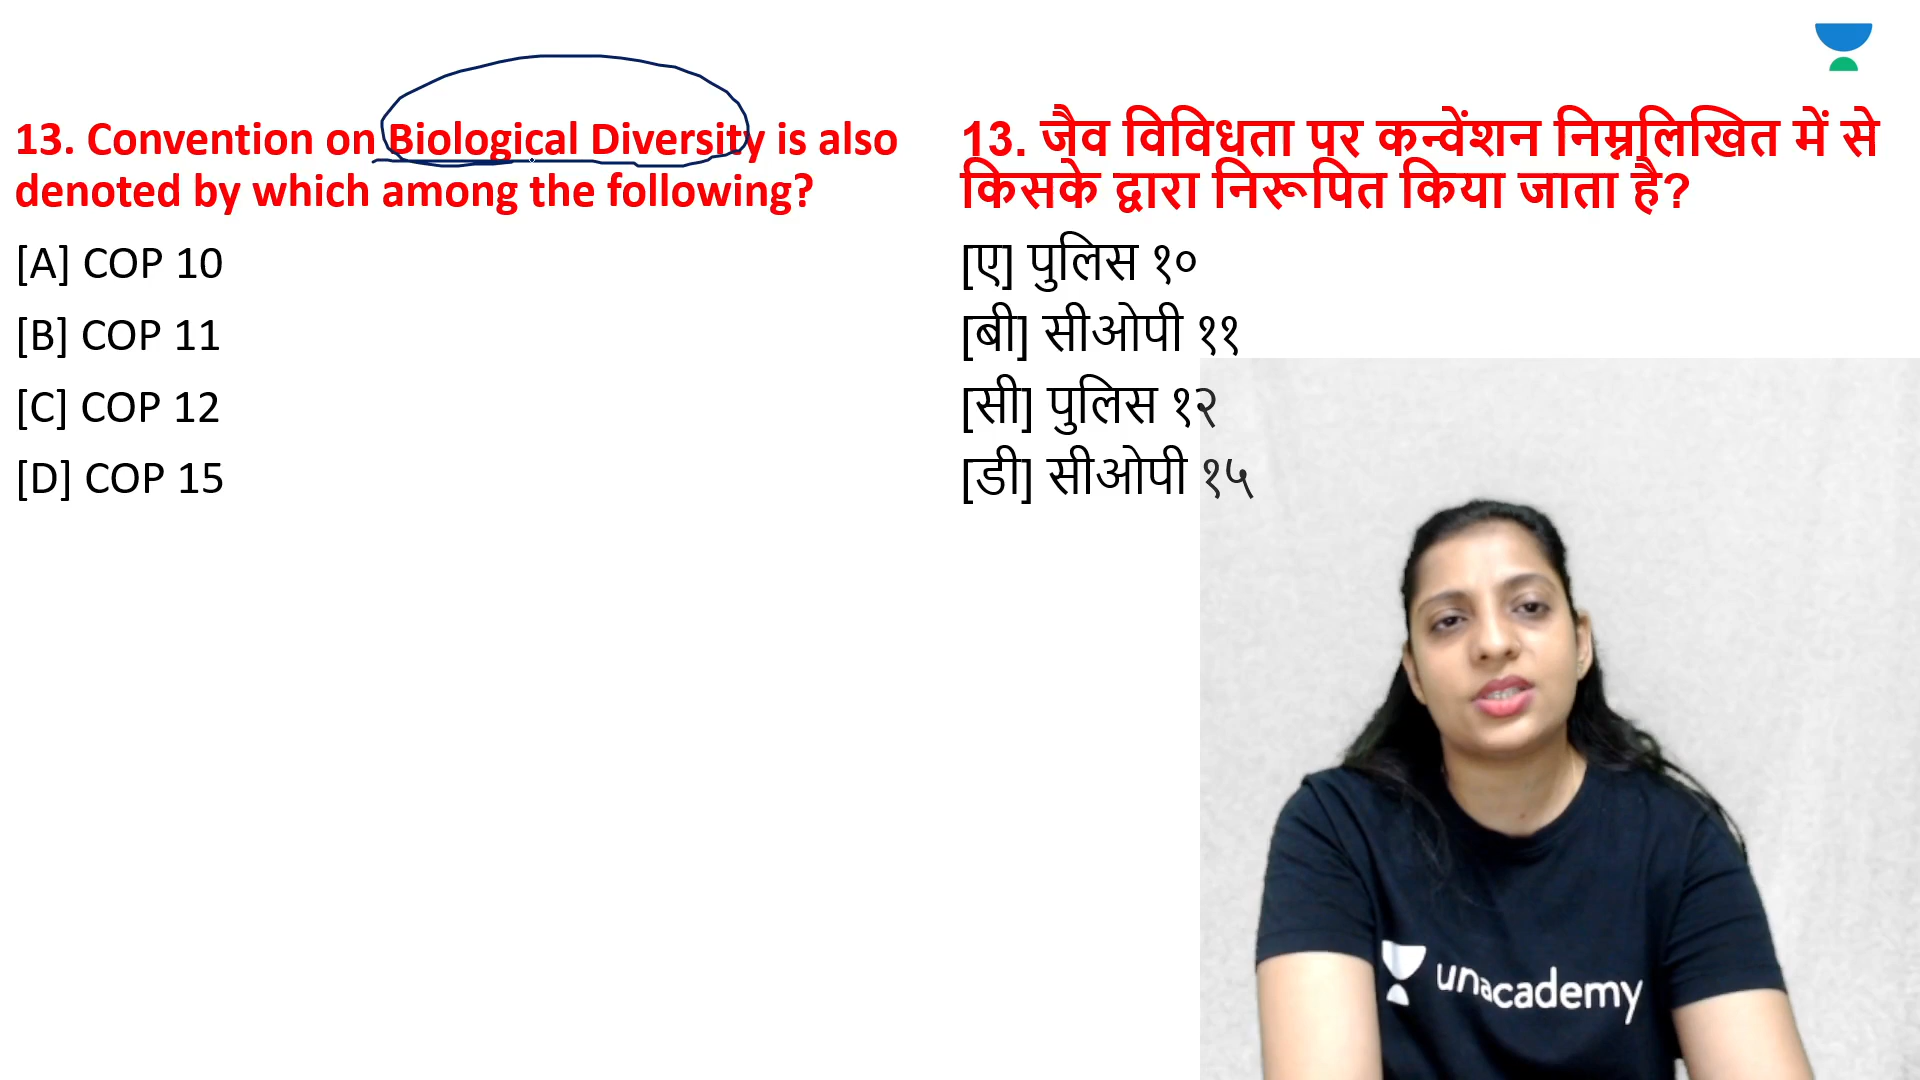 13. Convention on Biological Diversity is also
denoted by which among the following?
[A] COP 10
[B] COP 11
[C] COP 12
[D] COP 15
13. जैव विविधता पर कन्वेंशन निम्नलिखित में से
किसके द्वारा निरूपित किया जाता है?
[ए] पुलिस १०
[बी] सीओपी ११
[सी] पुलिस १२
[डी] सीओपी १५
unacademy